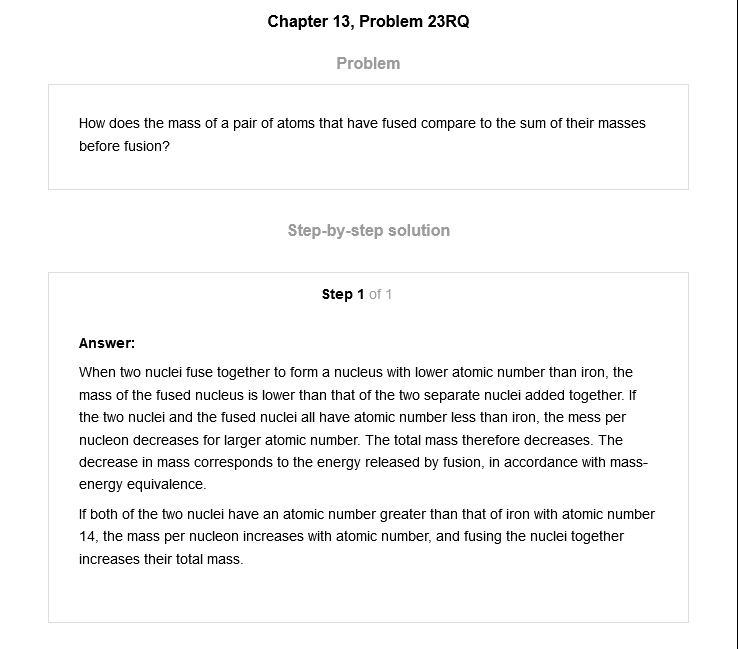 Chapter 13, Problem 23RQ
Problem
How does the mass of a pair of atoms that have fused compare to the sum of their masses
before fusion?
Step-by-step solution
Step 1 of 1
Answer:
When two nuclei fuse together to form a nucleus with lower atomic number than iron, the
mass of the fused nucleus is lower than that of the two separate nuclei added together. If
the two nuclei and the fused nuclei all have atomic number less than iron, the mess per
nucleon decreases for larger atomic number. The total mass therefore decreases. The
decrease in mass corresponds to the energy released by fusion, in accordance with mass-
energy equivalence.
If both of the two nuclei have an atomic number greater than that of iron with atomic number
14, the mass per nucleon increases with atomic number, and fusing the nuclei together
increases their total mass.